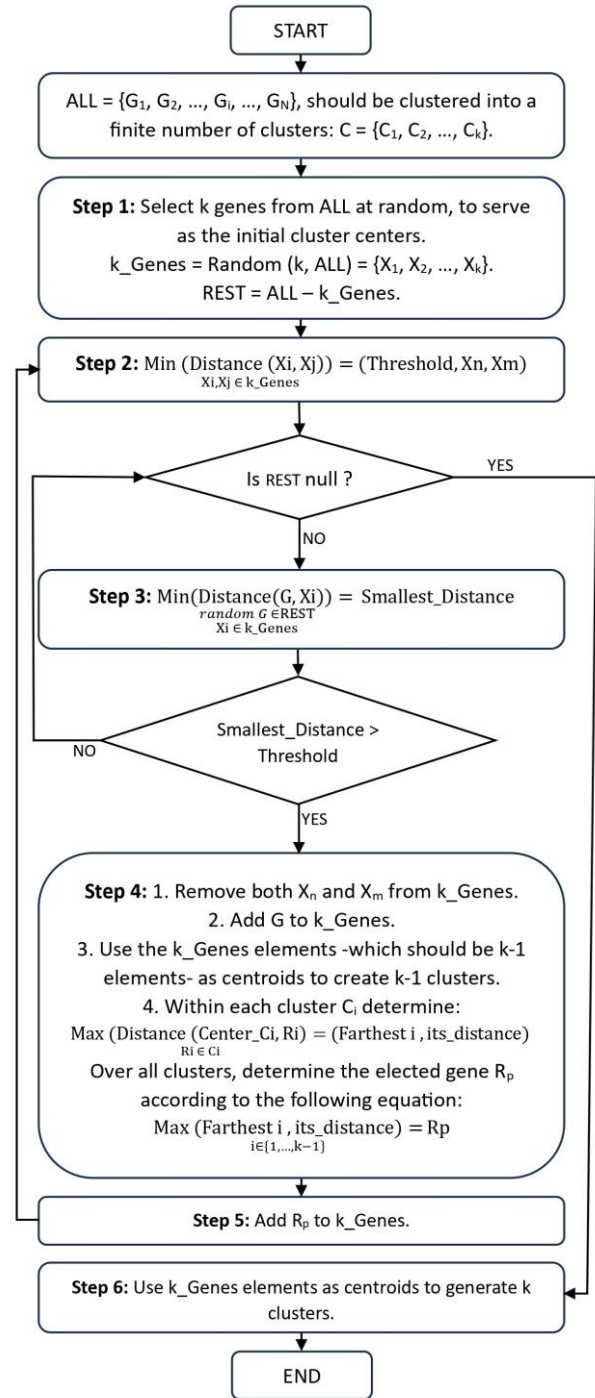 START
ALL = {G₁, G₂, ..., Gᵢ, ..., G_N}, should be clustered into a
finite number of clusters: C = {C₁, C₂, ..., Cₖ}.
Step 1: Select k genes from ALL at random, to serve
as the initial cluster centers.
k_Genes = Random (k, ALL) = {X₁, X₂, ..., Xₖ}.
REST = ALL – k_Genes.
Step 2: Min (Distance (Xi, Xj)) = (Threshold, Xn, Xm)
Xi,Xj ∈ k_Genes
Is REST null ?
YES
NO
Step 3: Min(Distance(G, Xi)) = Smallest_Distance
random G ∈REST
Xi ∈ k_Genes
Smallest_Distance >
Threshold
NO
YES
Step 4: 1. Remove both Xₙ and Xₘ from k_Genes.
2. Add G to k_Genes.
3. Use the k_Genes elements -which should be k-1
elements- as centroids to create k-1 clusters.
4. Within each cluster Cᵢ determine:
Max (Distance (Center_Ci, Ri) = (Farthest i , its_distance)
Ri ∈ Ci
Over all clusters, determine the elected gene Rₚ
according to the following equation:
Max (Farthest i , its_distance) = Rp
i∈{1,...,k−1}
Step 5: Add Rₚ to k_Genes.
Step 6: Use k_Genes elements as centroids to generate k
clusters.
END